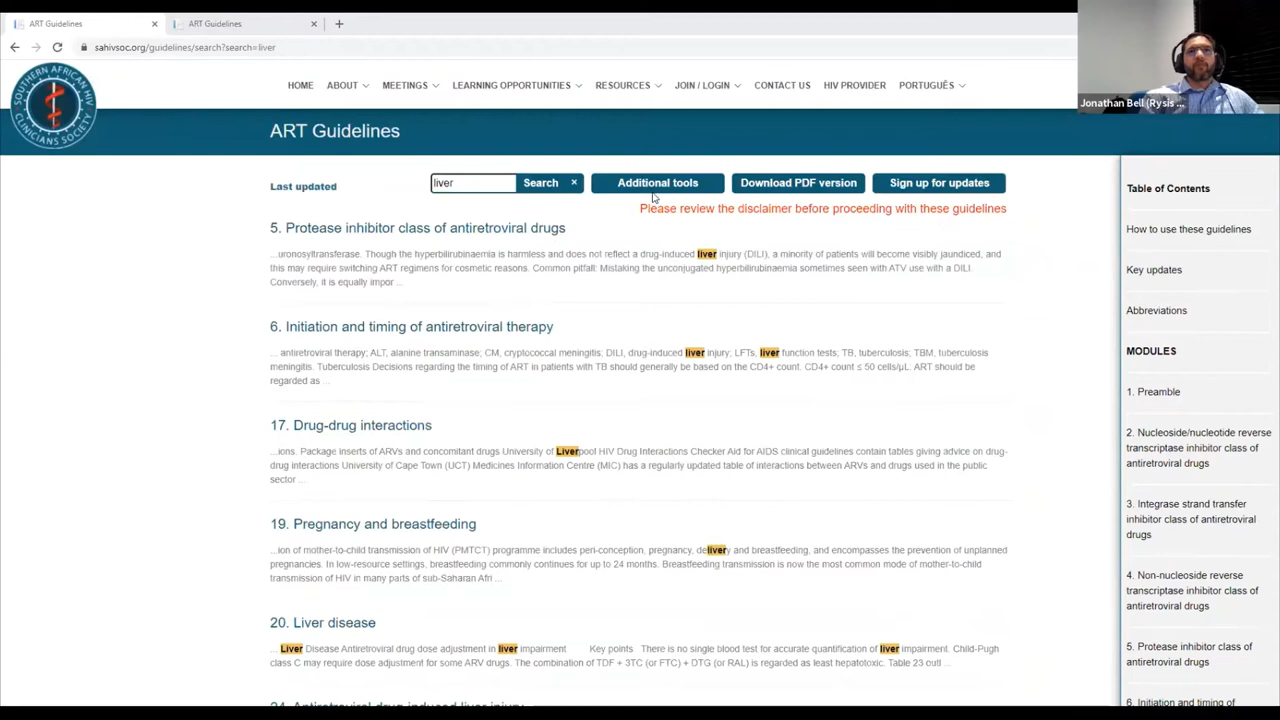 ART Guidelines
ART Guidelines
sahivsoc.org/guidelines/search?search=liver
SOUTHERN AFRICAN HIV CLINICIANS SOCIETY
HOME ABOUT MEETINGS LEARNING OPPORTUNITIES RESOURCES JOIN / LOGIN CONTACT US HIV PROVIDER PORTUGUÊS
Jonathan Bell (Rysis ...
ART Guidelines
Last updated
liver
Search ×
Additional tools
Download PDF version
Sign up for updates
Please review the disclaimer before proceeding with these guidelines
5. Protease inhibitor class of antiretroviral drugs
...uronosyltransferase. Though the hyperbilirubinaemia is harmless and does not reflect a drug-induced liver injury (DILI), a minority of patients will become visibly jaundiced, and
this may require switching ART regimens for cosmetic reasons. Common pitfall: Mistaking the unconjugated hyperbilirubinaemia sometimes seen with ATV use with a DILI.
Conversely, it is equally impor ...
6. Initiation and timing of antiretroviral therapy
... antiretroviral therapy; ALT, alanine transaminase; CM, cryptococcal meningitis; DILI, drug-induced liver injury; LFTs, liver function tests; TB, tuberculosis; TBM, tuberculosis
meningitis. Tuberculosis Decisions regarding the timing of ART in patients with TB should generally be based on the CD4+ count. CD4+ count ≤ 50 cells/μL. ART should be
regarded as ...
17. Drug-drug interactions
...ions. Package inserts of ARVs and concomitant drugs University of Liverpool HIV Drug Interactions Checker Aid for AIDS clinical guidelines contain tables giving advice on drug-
drug interactions University of Cape Town (UCT) Medicines Information Centre (MIC) has a regularly updated table of interactions between ARVs and drugs used in the public
sector ...
19. Pregnancy and breastfeeding
...ion of mother-to-child transmission of HIV (PMTCT) programme includes peri-conception, pregnancy, delivery and breastfeeding, and encompasses the prevention of unplanned
pregnancies. In low-resource settings, breastfeeding commonly continues for up to 24 months. Breastfeeding transmission is now the most common mode of mother-to-child
transmission of HIV in many parts of sub-Saharan Afri ...
20. Liver disease
... Liver Disease Antiretroviral drug dose adjustment in liver impairment Key points There is no single blood test for accurate quantification of liver impairment. Child-Pugh
class C may require dose adjustment for some ARV drugs. The combination of TDF + 3TC (or FTC) + DTG (or RAL) is regarded as least hepatotoxic. Table 23 outl ...
24. Antiretroviral drug-induced liver injury
Table of Contents
How to use these guidelines
Key updates
Abbreviations
MODULES
1. Preamble
2. Nucleoside/nucleotide reverse
transcriptase inhibitor class of
antiretroviral drugs
3. Integrase strand transfer
inhibitor class of antiretroviral
drugs
4. Non-nucleoside reverse
transcriptase inhibitor class of
antiretroviral drugs
5. Protease inhibitor class of
antiretroviral drugs
6. Initiation and timing of